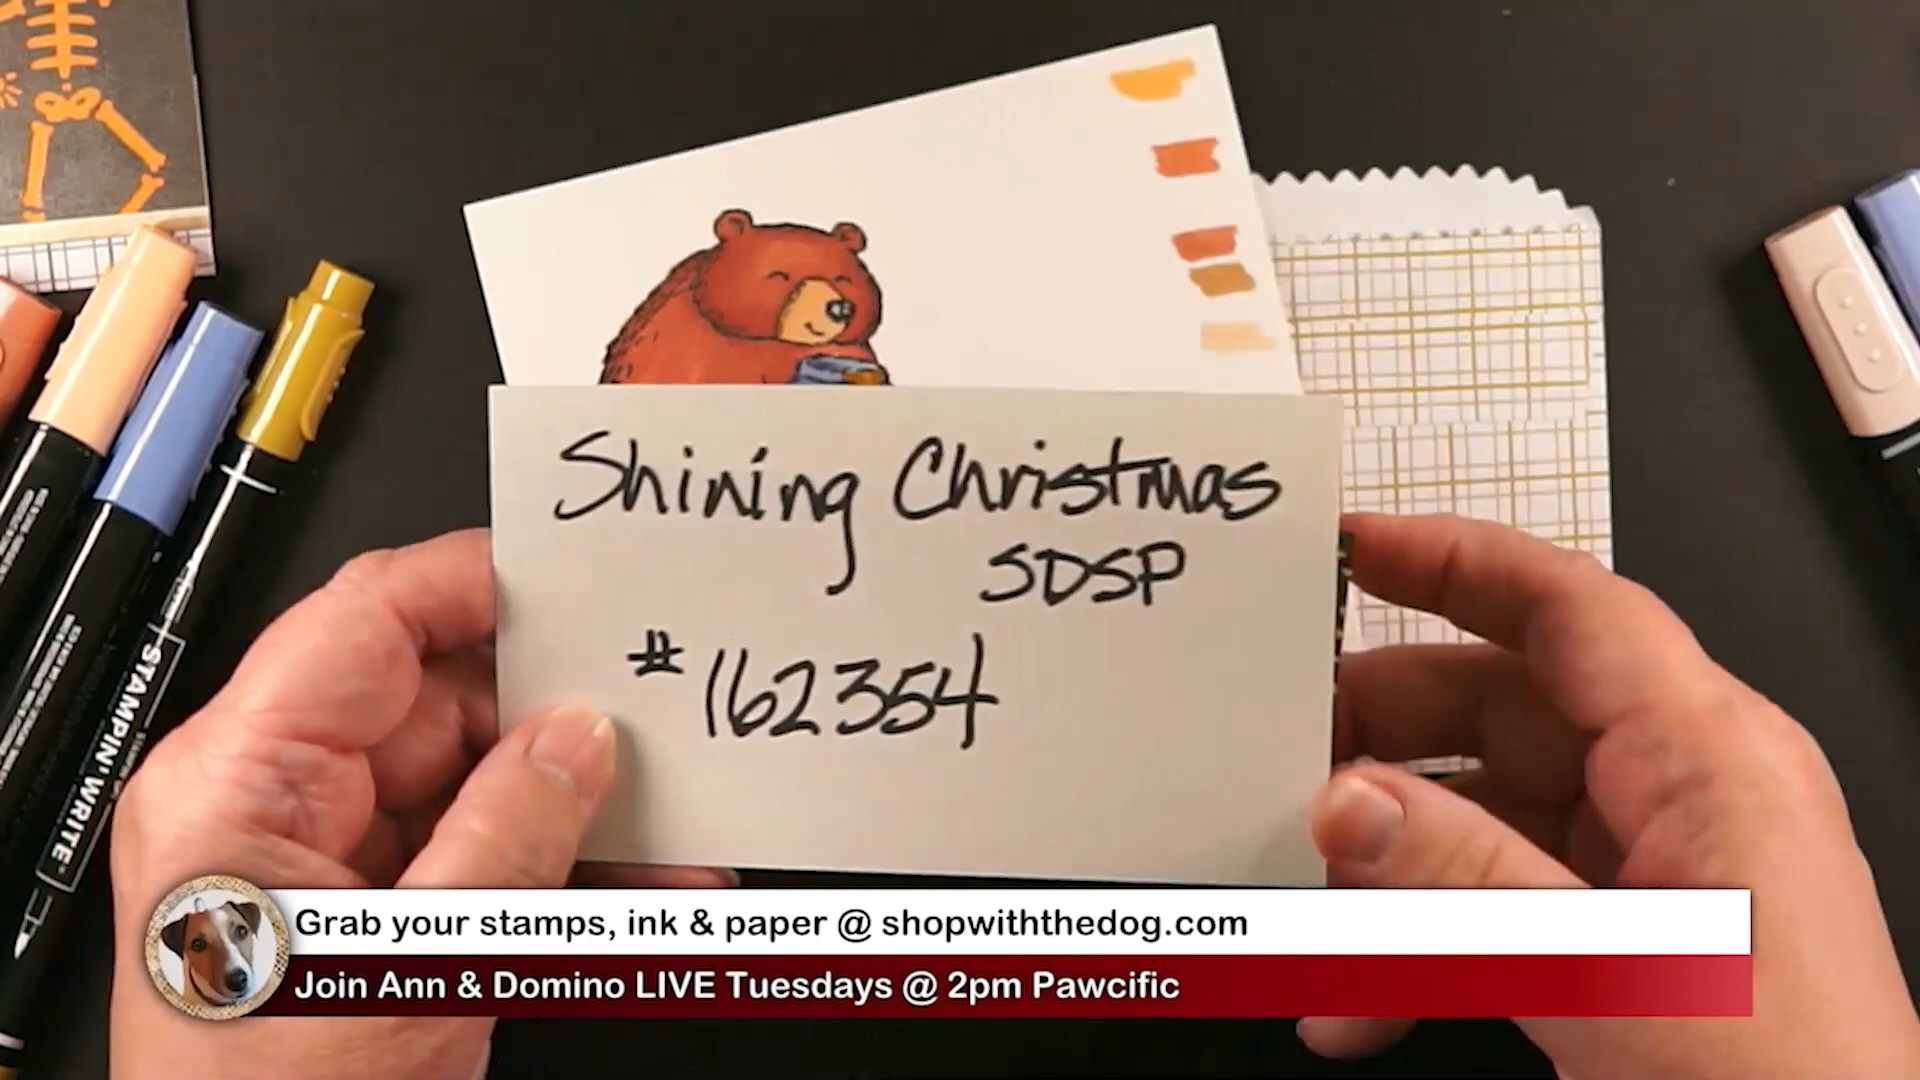 Shining Christmas
SDSP
#162354
STAMPIN' WRITE
Grab your stamps, ink & paper @ shopwiththedog.com
Join Ann & Domino LIVE Tuesdays @ 2pm Pawcific